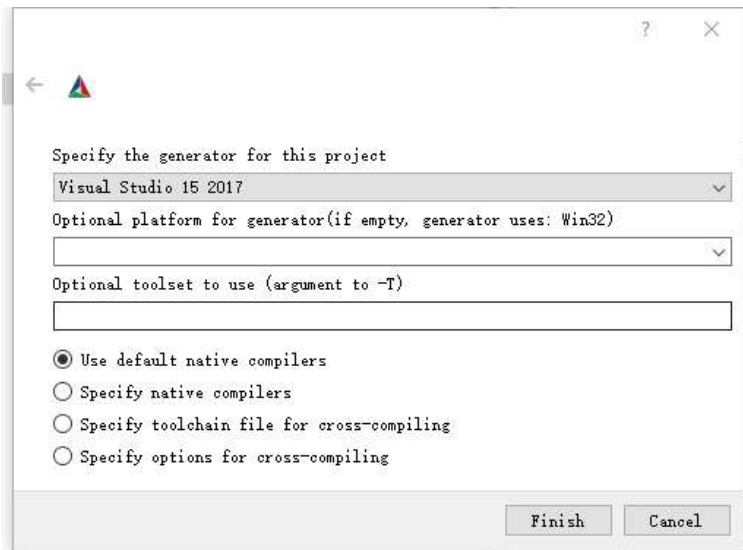 ?
Specify the generator for this project
Visual Studio 15 2017
Optional platform for generator(if empty, generator uses: Win32)
Optional toolset to use (argument to -T)
Use default native compilers
Specify native compilers
Specify toolchain file for cross-compiling
Specify options for cross-compiling
Finish Cancel